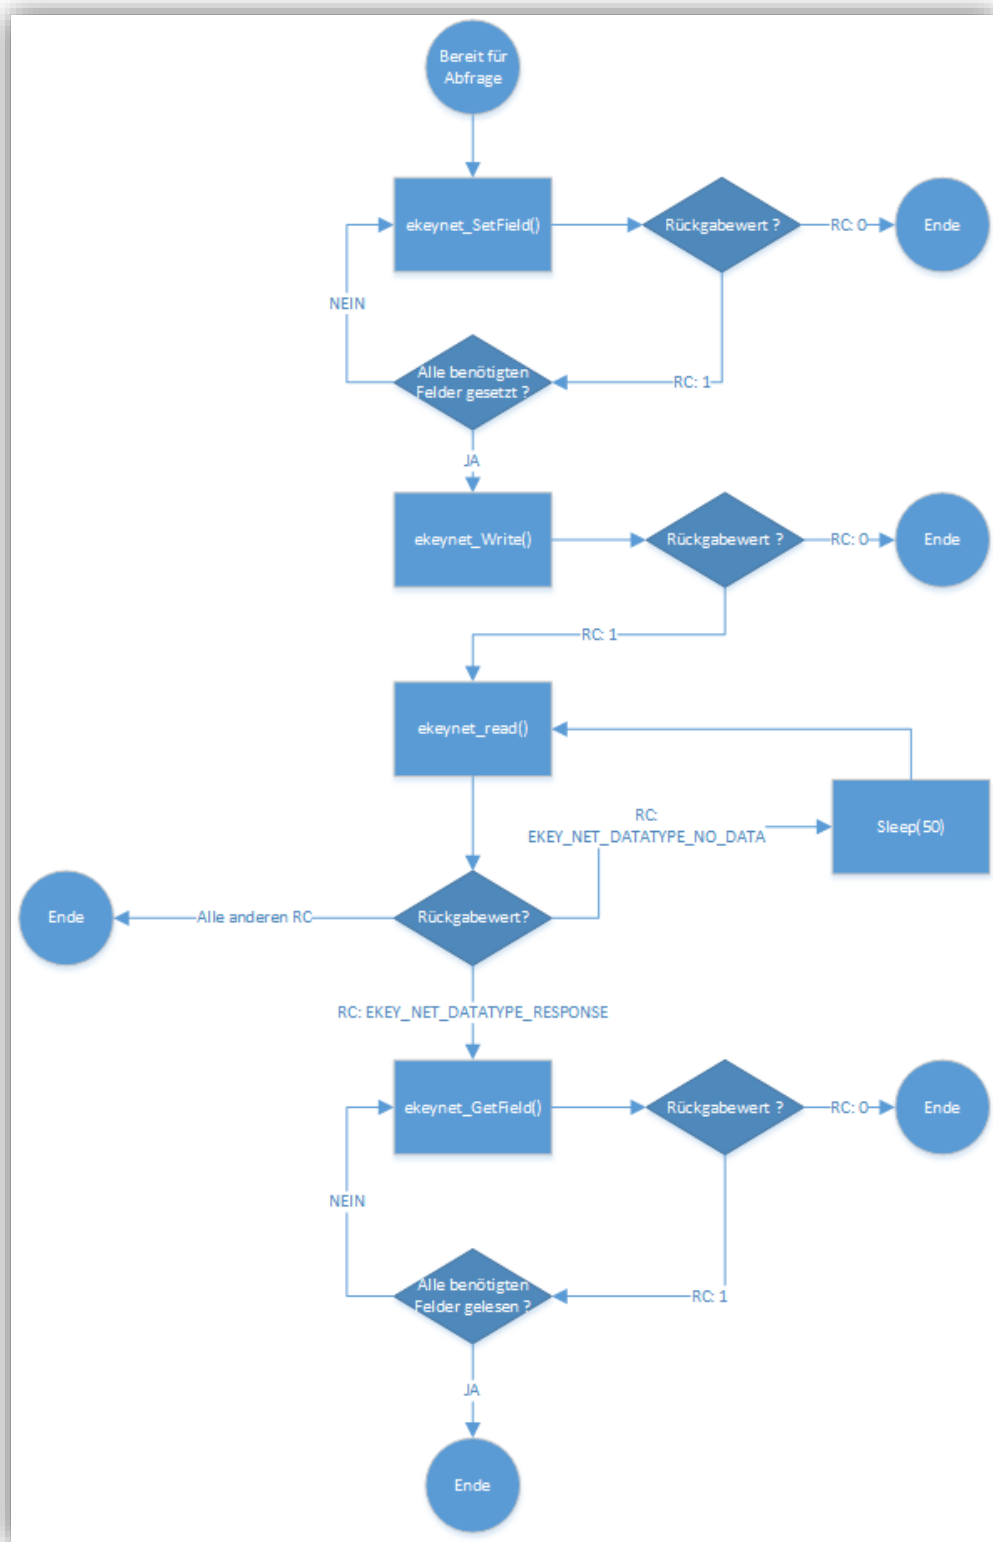 Bereit für
Abfrage
ekeynet_SetField()
Rückgabewert ?
RC: 0
Ende
NEIN
Alle benötigten
Felder gesetzt ?
RC: 1
JA
ekeynet_Write()
Rückgabewert ?
RC: 0
Ende
RC: 1
ekeynet_read()
RC:
EKEY_NET_DATATYPE_NO_DATA
Sleep(50)
Ende
Alle anderen RC
Rückgabewert?
RC: EKEY_NET_DATATYPE_RESPONSE
ekeynet_GetField()
Rückgabewert ?
RC: 0
Ende
NEIN
Alle benötigten
Felder gelesen ?
RC: 1
JA
Ende